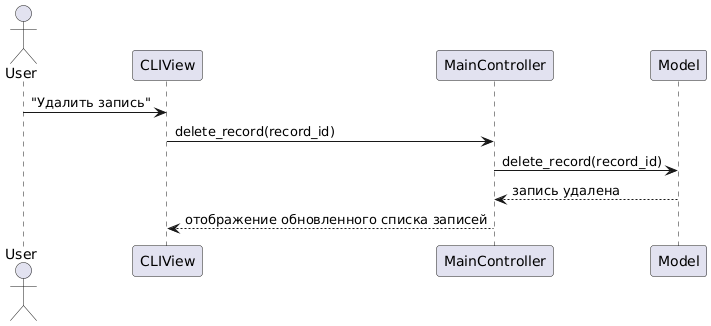 User
CLIView
MainController
Model
"Удалить запись"
delete_record(record_id)
delete_record(record_id)
запись удалена
отображение обновленного списка записей
User
CLIView
MainController
Model